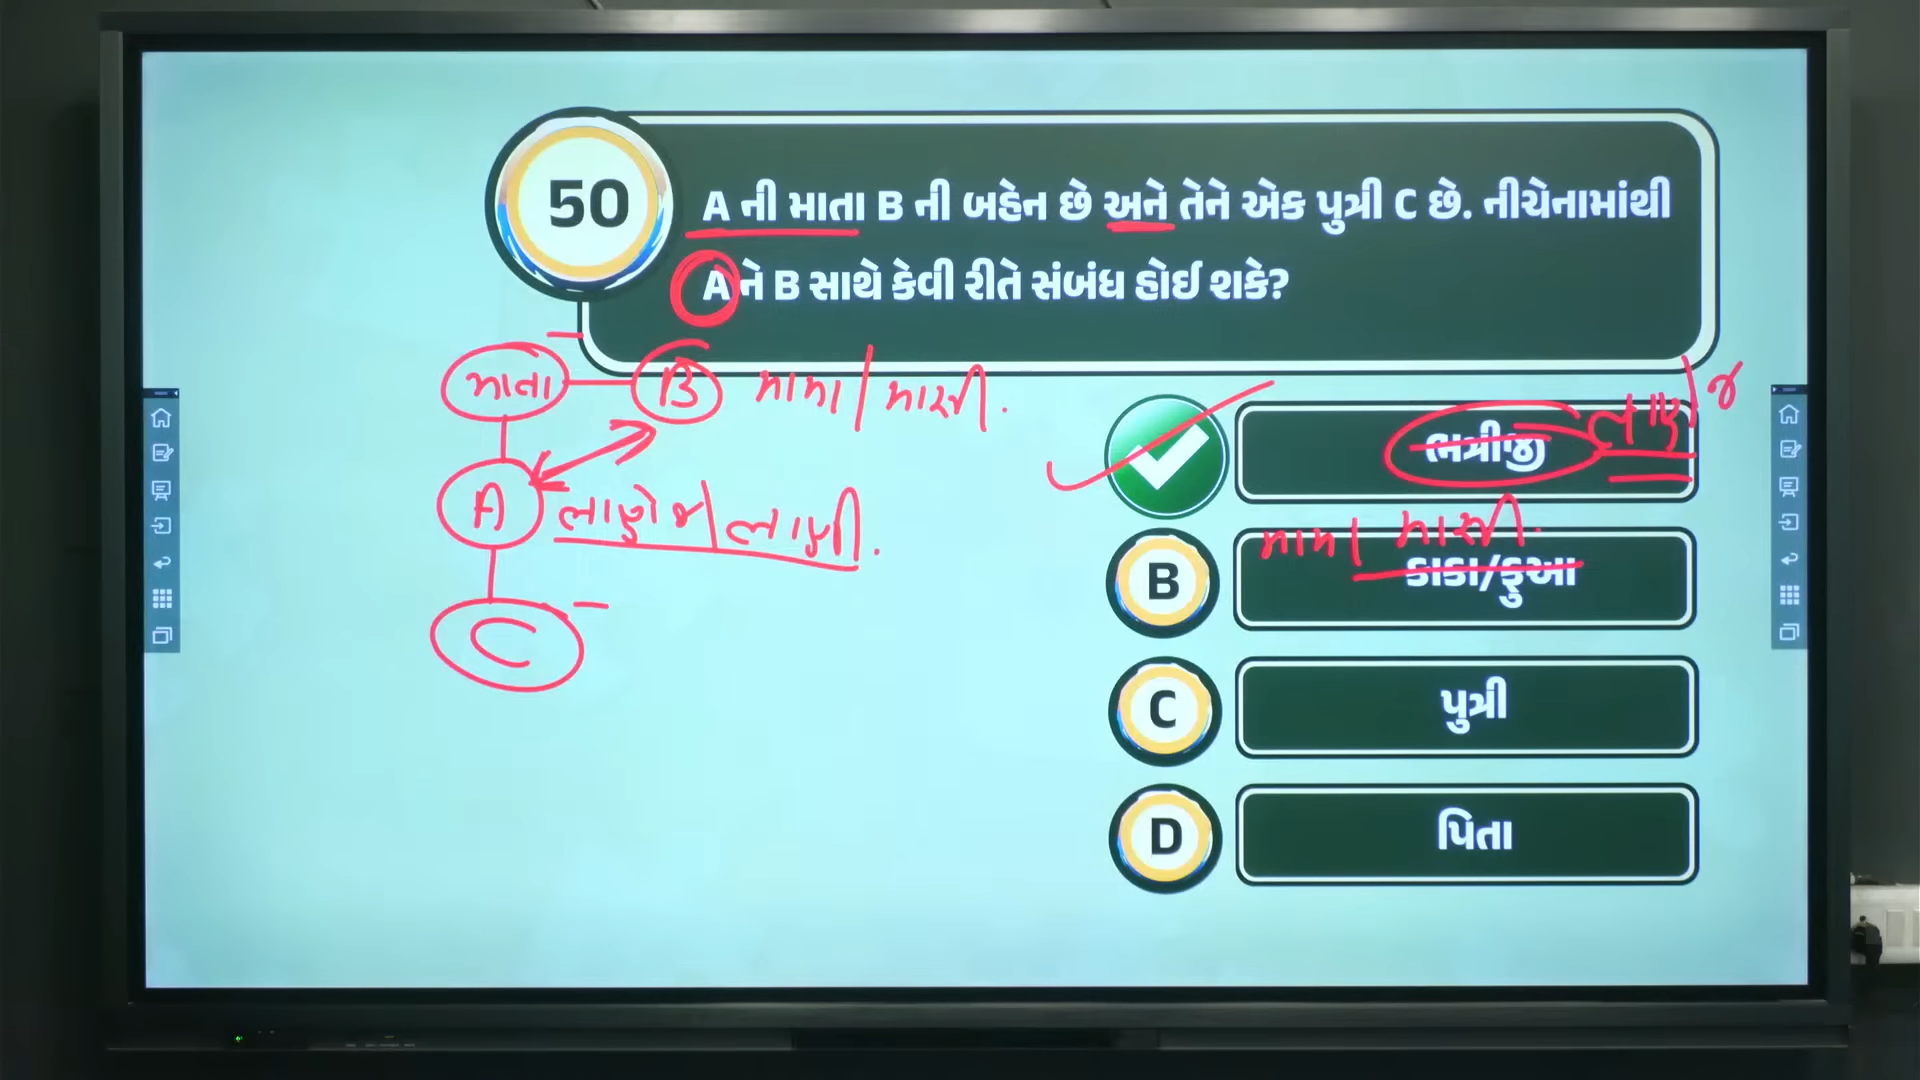 50
A ની માતા B ની બહેન છે અને તેને એક પુત્રી C છે. નીચેનામાંથી
A ને B સાથે કેવી રીતે સંબંધ હોઈ શકે?
માતા B મામા/માસી.
A ભાણેજ/ભાણી.
C
ભત્રીજી
મામા/માસી.
B કાકા/ફુઆ
C પુત્રી
D પિતા